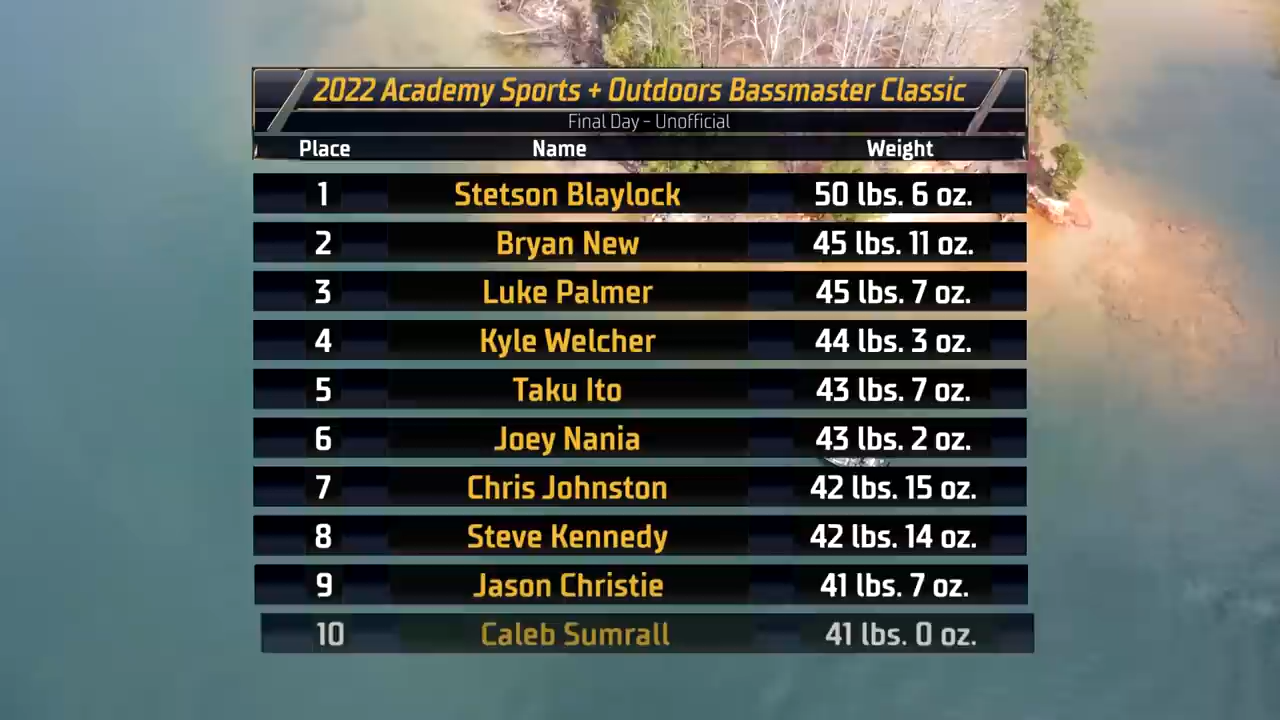 2022 Academy Sports + Outdoors Bassmaster Classic
Final Day - Unofficial
Place Name Weight
1 Stetson Blaylock 50 lbs. 6 oz.
2 Bryan New 45 lbs. 11 oz.
3 Luke Palmer 45 lbs. 7 oz.
4 Kyle Welcher 44 lbs. 3 oz.
5 Taku Ito 43 lbs. 7 oz.
6 Joey Nania 43 lbs. 2 oz.
7 Chris Johnston 42 lbs. 15 oz.
8 Steve Kennedy 42 lbs. 14 oz.
9 Jason Christie 41 lbs. 7 oz.
10 Caleb Sumrall 41 lbs. 0 oz.